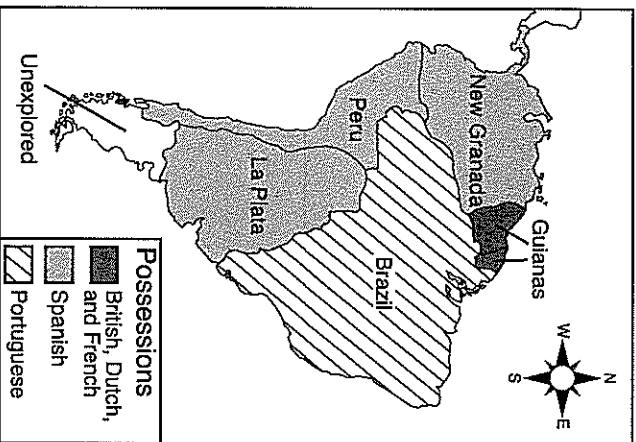 N
W
E
S
Guianas
New Granada
Peru
Brazil
La Plata
Unexplored
Possessions
British, Dutch,
and French
Spanish
Portuguese